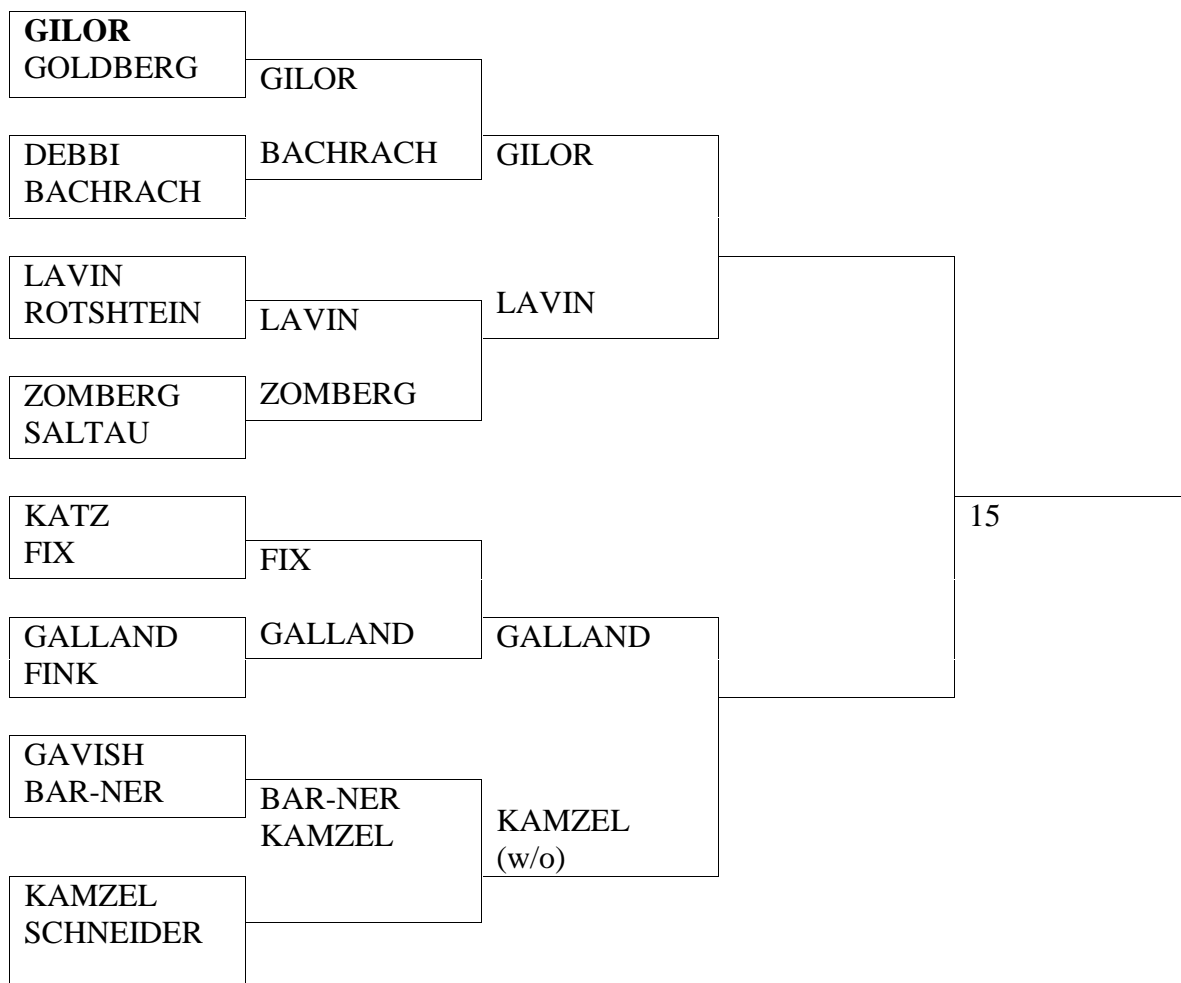 GILOR
GOLDBERG
DEBBI
BACHRACH
LAVIN
ROTSHTEIN
ZOMBERG
SALTAU
KATZ
FIX
GALLAND
FINK
GAVISH
BAR-NER
KAMZEL
SCHNEIDER
GILOR
BACHRACH
LAVIN
ZOMBERG
FIX
GALLAND
BAR-NER
KAMZEL
GILOR
LAVIN
GALLAND
KAMZEL
(w/o)
15